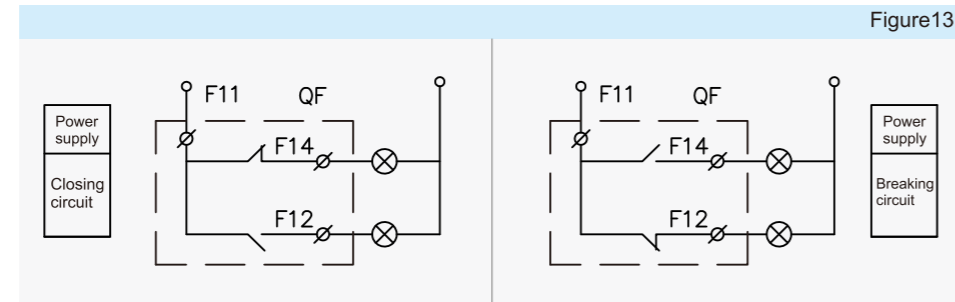 Figure13
Power
supply
Closing
circuit
F11
QF
F14
F12
F11
QF
F14
F12
Power
supply
Breaking
circuit